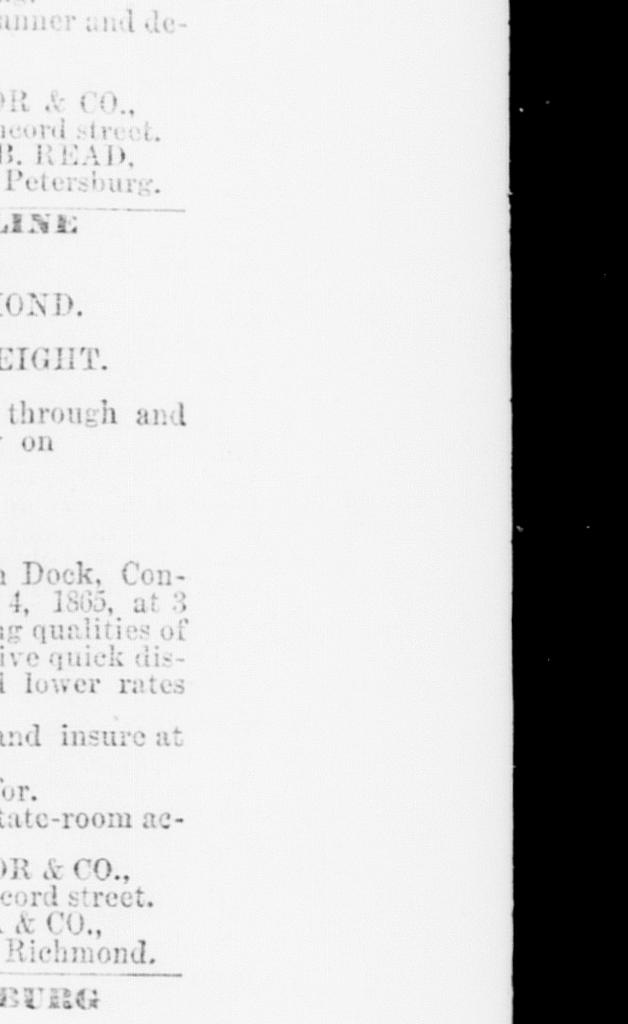 anner and de-
OR & CO.,
ncord street.
B. READ,
Petersburg.
LINE
OND.
EIGHT.
through and
on
Dock, Con-
4, 1865, at 3
ng qualities of
ive quick dis-
lower rates
and insure at
for.
tate-room ac-
OR & CO.,
cord street.
& CO.,
Richmond.
BURG